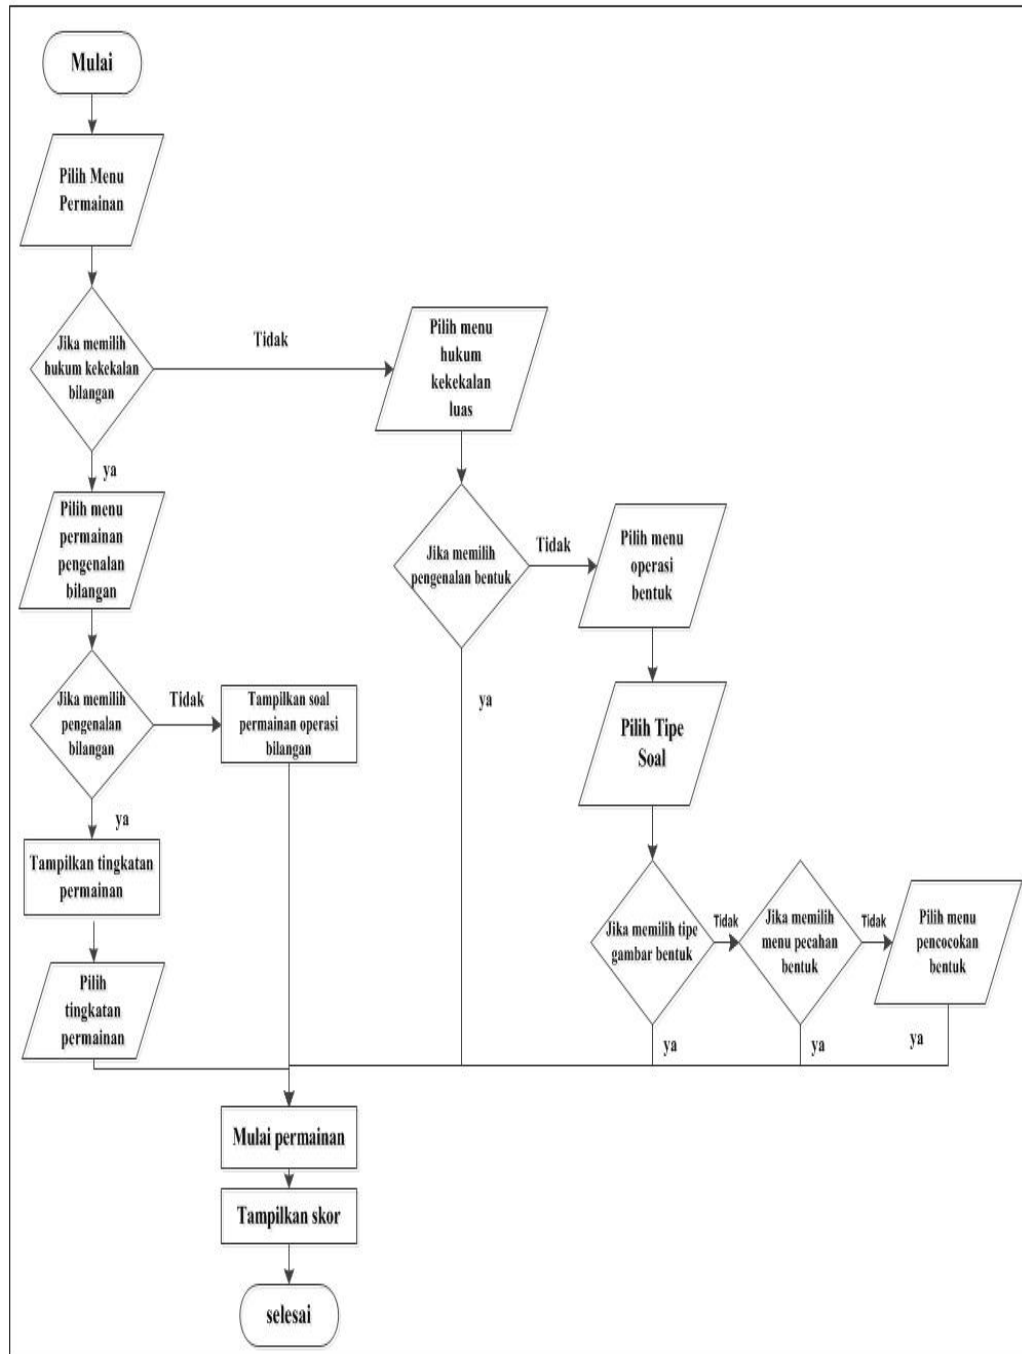 Mulai
Pilih Menu
Permainan
Jika memilih
hukum kekekalan
bilangan
Tidak
Pilih menu
hukum
kekekalan
luas
ya
Pilih menu
permainan
pengenalan
bilangan
Jika memilih
pengenalan bentuk
Tidak
Pilih menu
operasi
bentuk
Jika memilih
pengenalan
bilangan
Tidak
Tampilkan soal
permainan operasi
bilangan
ya
Pilih Tipe
Soal
ya
Tampilkan tingkatan
permainan
Jika memilih tipe
gambar bentuk
Tidak
Jika memilih
menu pecahan
bentuk
Tidak
Pilih menu
pencocokan
bentuk
Pilih
tingkatan
permainan
ya
ya
ya
Mulai permainan
Tampilkan skor
selesai